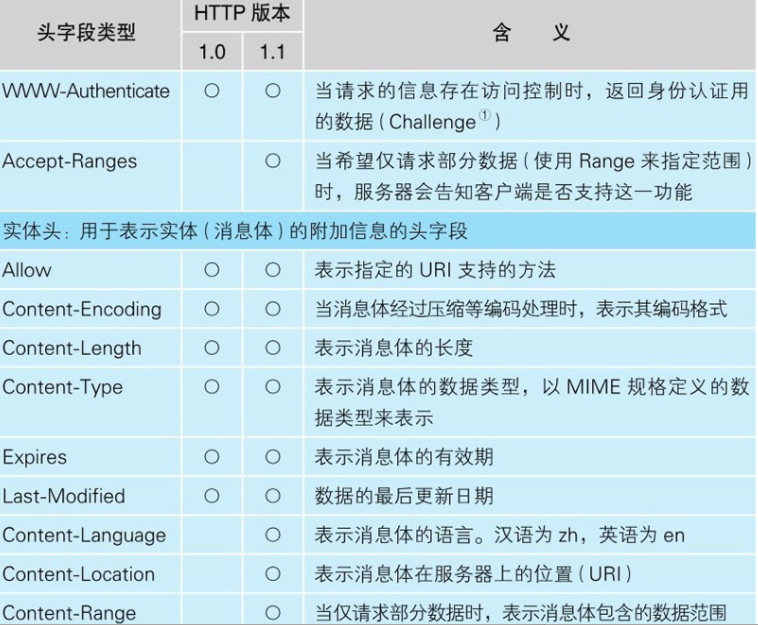 头字段类型 HTTP 版本 含 义
1.0 1.1
WWW-Authenticate ○ ○ 当请求的信息存在访问控制时，返回身份认证用
的数据（Challenge①）
Accept-Ranges ○ 当希望仅请求部分数据（使用 Range 来指定范围）
时，服务器会告知客户端是否支持这一功能
实体头：用于表示实体（消息体）的附加信息的头字段
Allow ○ ○ 表示指定的 URI 支持的方法
Content-Encoding ○ ○ 当消息体经过压缩等编码处理时，表示其编码格式
Content-Length ○ ○ 表示消息体的长度
Content-Type ○ ○ 表示消息体的数据类型，以 MIME 规格定义的数
据类型来表示
Expires ○ ○ 表示消息体的有效期
Last-Modified ○ ○ 数据的最后更新日期
Content-Language ○ 表示消息体的语言。汉语为 zh，英语为 en
Content-Location ○ 表示消息体在服务器上的位置（URI）
Content-Range ○ 当仅请求部分数据时，表示消息体包含的数据范围